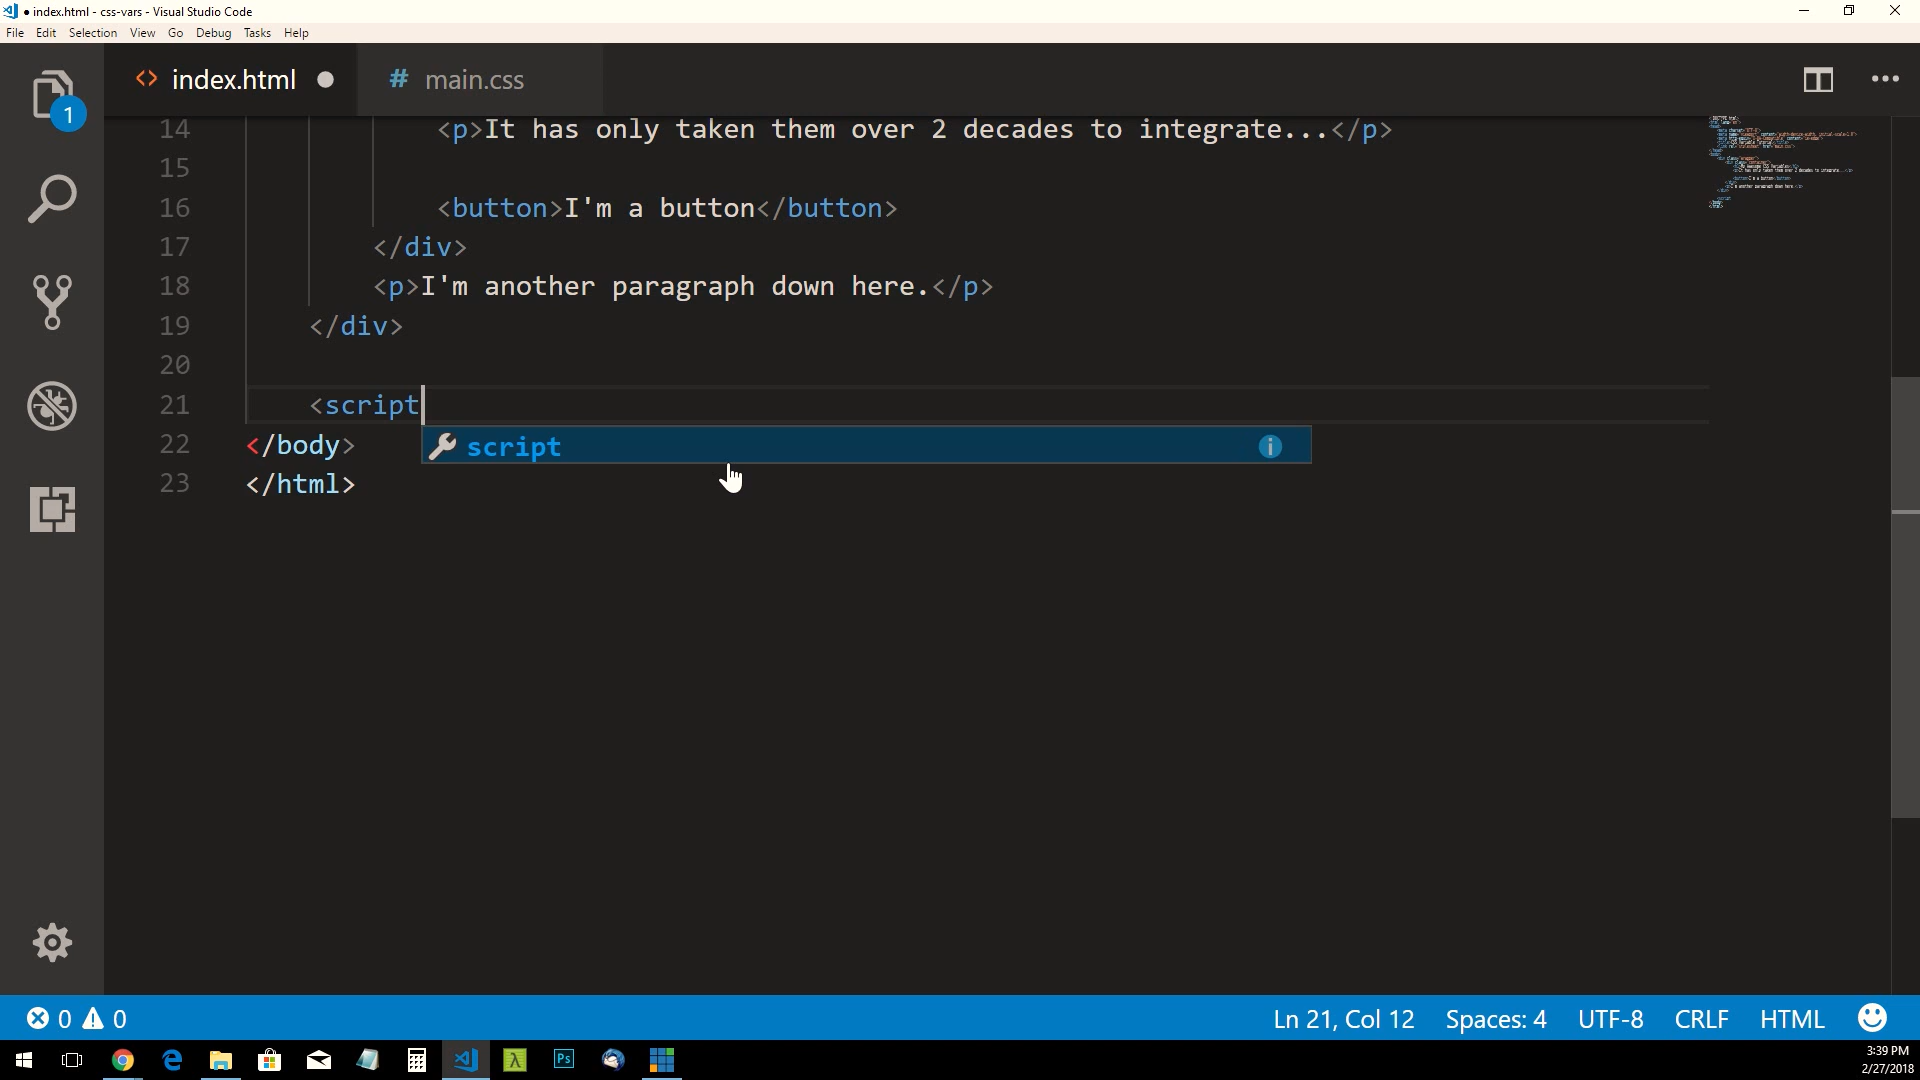 index.html - css-vars - Visual Studio Code
File Edit Selection View Go Debug Tasks Help
1
<> index.html ● # main.css ...
14 <p>It has only taken them over 2 decades to integrate...</p>
15
16 <button>I'm a button</button>
17 </div>
18 <p>I'm another paragraph down here.</p>
19 </div>
20
21 <script
22 </body>
script
23 </html>
0 0 Ln 21, Col 12 Spaces: 4 UTF-8 CRLF HTML
Ps
3:39 PM
2/27/2018